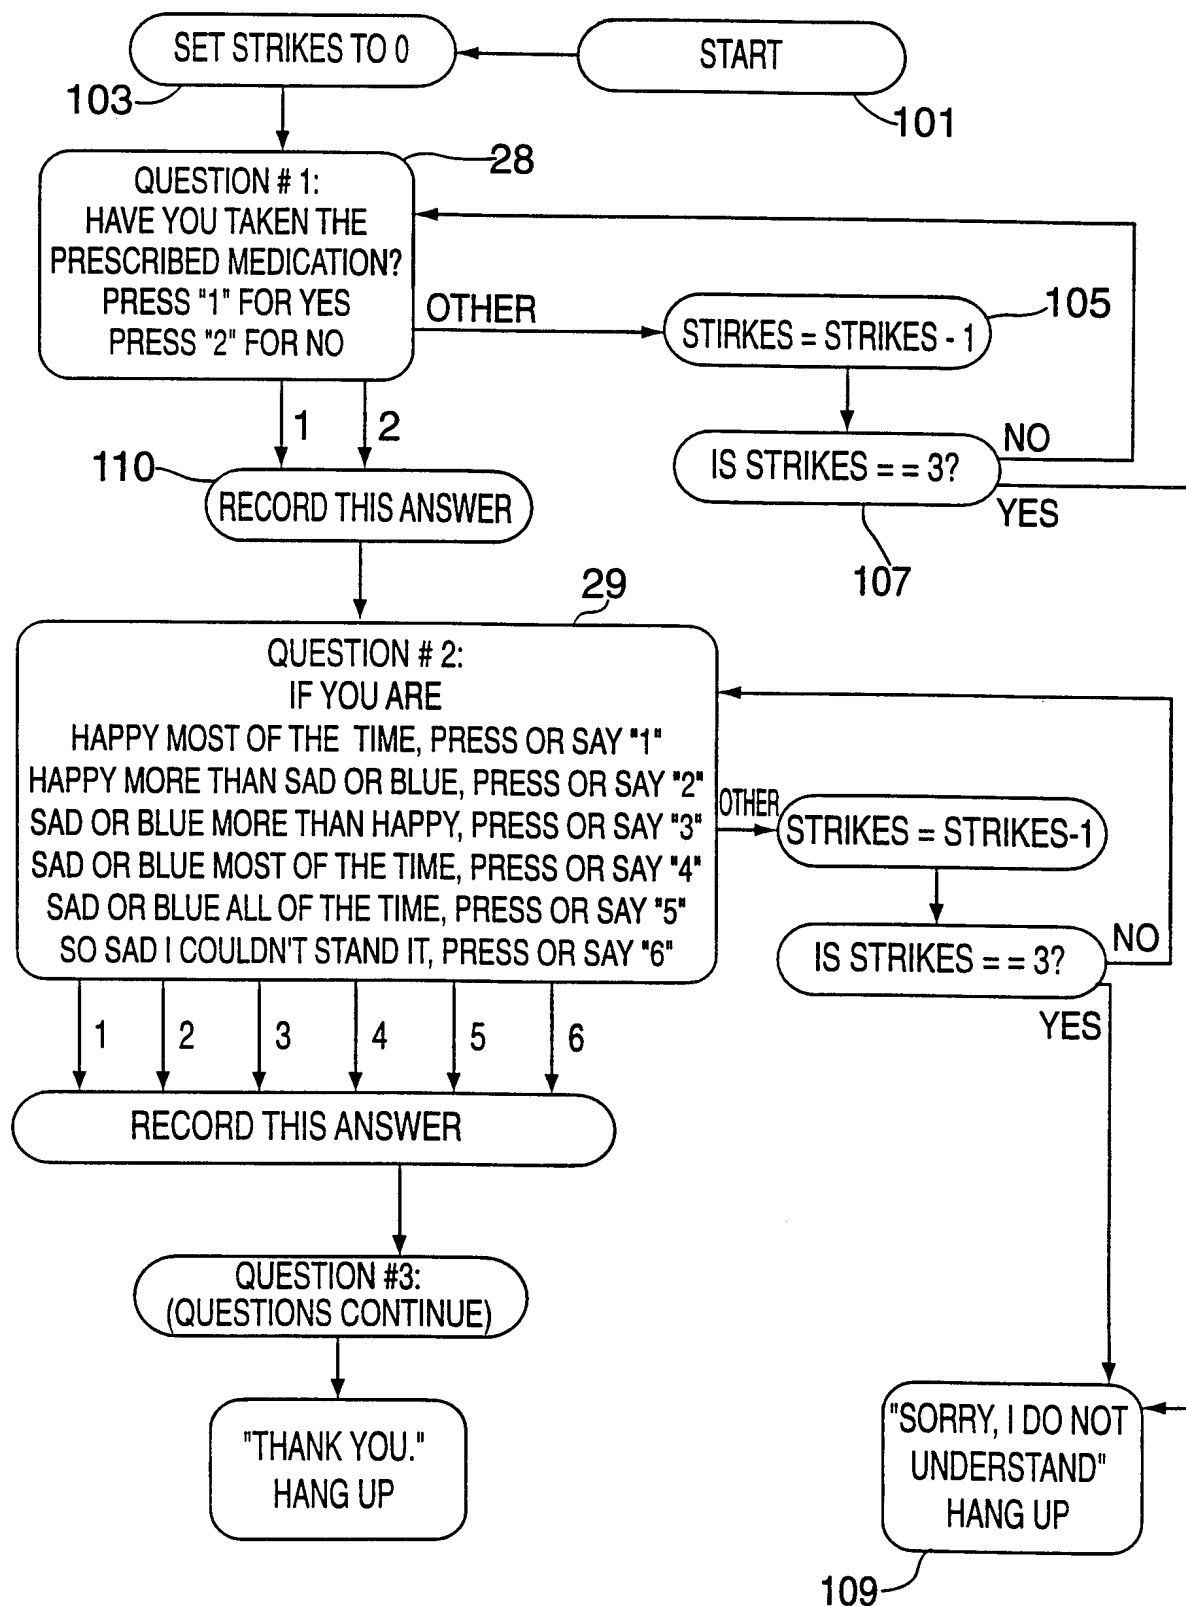 SET STRIKES TO 0
START
103
101
28
QUESTION # 1:
HAVE YOU TAKEN THE
PRESCRIBED MEDICATION?
PRESS "1" FOR YES
PRESS "2" FOR NO
OTHER
105
STIRKES = STRIKES - 1
1
2
NO
IS STRIKES = = 3?
YES
110
RECORD THIS ANSWER
107
29
QUESTION # 2:
IF YOU ARE
HAPPY MOST OF THE TIME, PRESS OR SAY "1"
HAPPY MORE THAN SAD OR BLUE, PRESS OR SAY "2"
SAD OR BLUE MORE THAN HAPPY, PRESS OR SAY "3"
SAD OR BLUE MOST OF THE TIME, PRESS OR SAY "4"
SAD OR BLUE ALL OF THE TIME, PRESS OR SAY "5"
SO SAD I COULDN'T STAND IT, PRESS OR SAY "6"
OTHER
STRIKES = STRIKES-1
IS STRIKES = = 3?
NO
YES
1
2
3
4
5
6
RECORD THIS ANSWER
QUESTION #3:
(QUESTIONS CONTINUE)
"THANK YOU."
HANG UP
"SORRY, I DO NOT
UNDERSTAND"
HANG UP
109